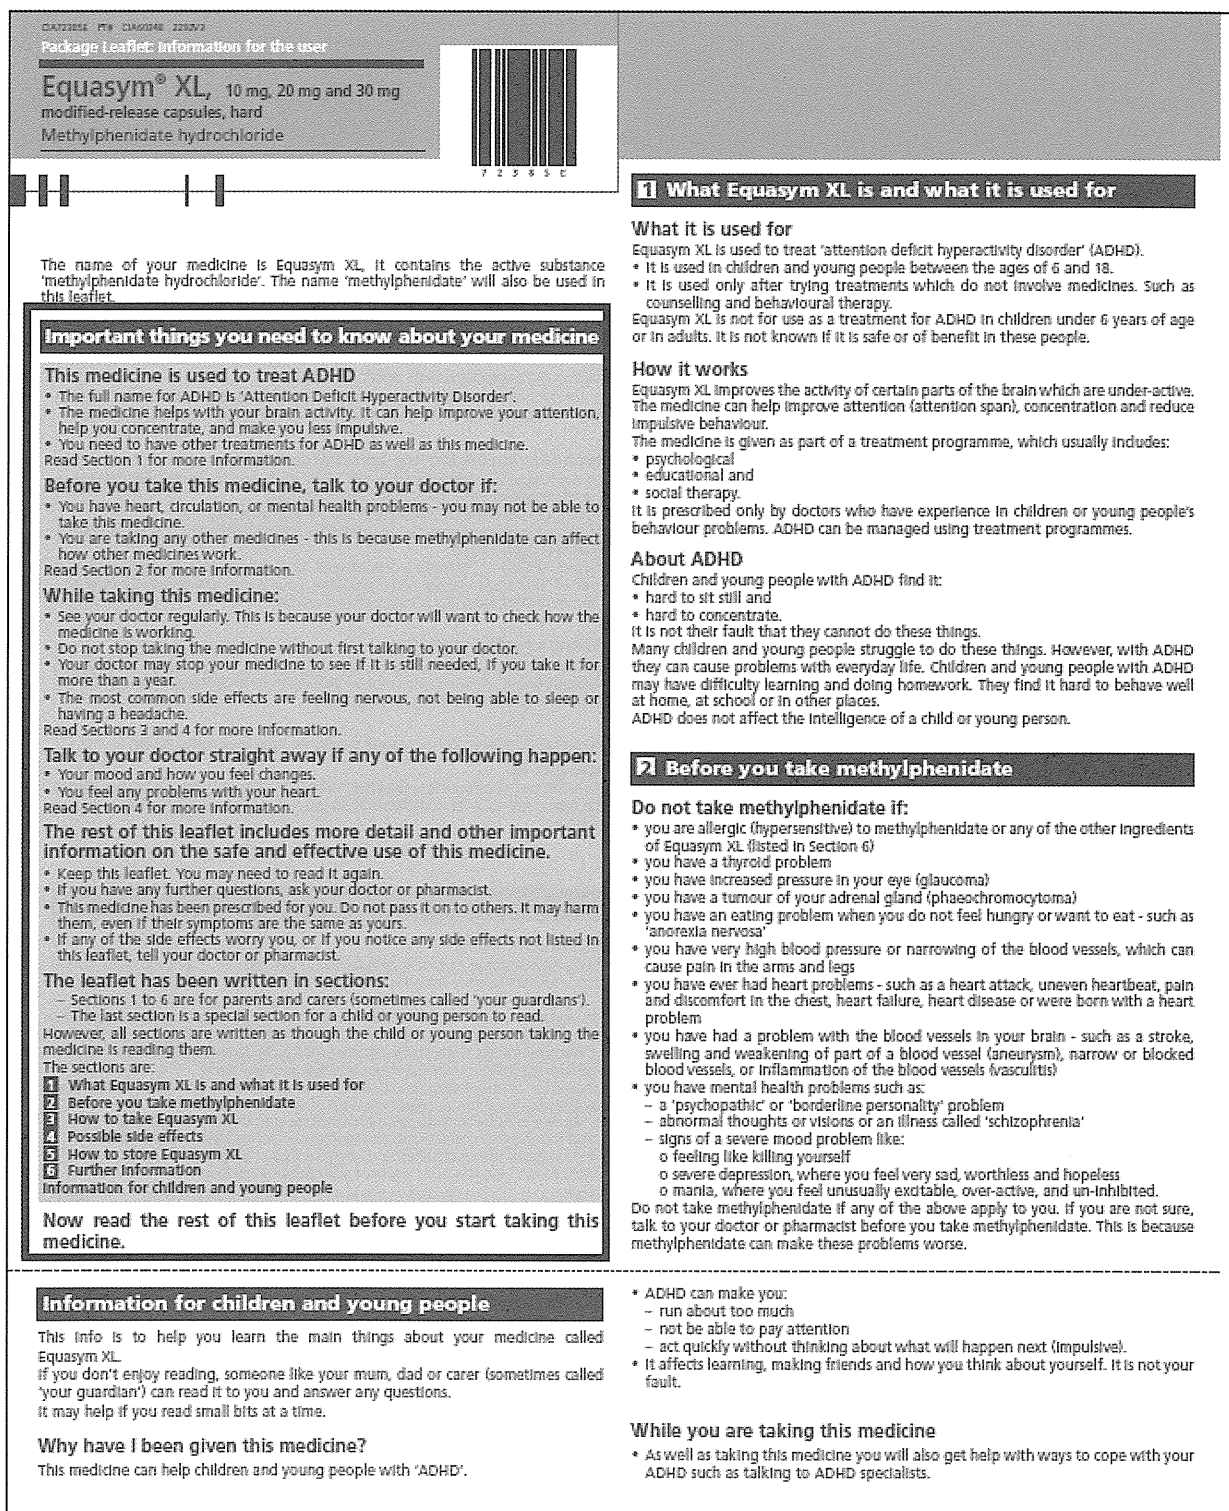 Package Leaflet: Information for the user
Equasym® XL, 10 mg, 20 mg and 30 mg
modified-release capsules, hard
Methylphenidate hydrochloride
The name of your medicine is Equasym XL, it contains the active substance
'methylphenidate hydrochloride'. The name 'methylphenidate' will also be used in
this leaflet.
Important things you need to know about your medicine
This medicine is used to treat ADHD
• The full name for ADHD is 'Attention Deficit Hyperactivity Disorder'.
• The medicine helps with your brain activity. It can help improve your attention,
help you concentrate, and make you less impulsive.
• You need to have other treatments for ADHD as well as this medicine.
Read Section 1 for more information.
Before you take this medicine, talk to your doctor if:
• You have heart, circulation, or mental health problems - you may not be able to
take this medicine.
• You are taking any other medicines - this is because methylphenidate can affect
how other medicines work.
Read Section 2 for more information.
While taking this medicine:
• See your doctor regularly. This is because your doctor will want to check how the
medicine is working.
• Do not stop taking the medicine without first talking to your doctor.
• Your doctor may stop your medicine to see if it is still needed, if you take it for
more than a year.
• The most common side effects are feeling nervous, not being able to sleep or
having a headache.
Read Sections 3 and 4 for more information.
Talk to your doctor straight away if any of the following happen:
• Your mood and how you feel changes.
• You feel any problems with your heart.
Read Section 4 for more information.
The rest of this leaflet includes more detail and other important
information on the safe and effective use of this medicine.
• Keep this leaflet. You may need to read it again.
• If you have any further questions, ask your doctor or pharmacist.
• This medicine has been prescribed for you. Do not pass it on to others. It may harm
them, even if their symptoms are the same as yours.
• If any of the side effects worry you, or if you notice any side effects not listed in
this leaflet, tell your doctor or pharmacist.
The leaflet has been written in sections:
– Sections 1 to 6 are for parents and carers (sometimes called 'your guardians').
– The last section is a special section for a child or young person to read.
However, all sections are written as though the child or young person taking the
medicine is reading them.
The sections are:
1 What Equasym XL is and what it is used for
2 Before you take methylphenidate
3 How to take Equasym XL
4 Possible side effects
5 How to store Equasym XL
6 Further information
Information for children and young people
Now read the rest of this leaflet before you start taking this
medicine.
1 What Equasym XL is and what it is used for
What it is used for
Equasym XL is used to treat 'attention deficit hyperactivity disorder' (ADHD).
• It is used in children and young people between the ages of 6 and 18.
• It is used only after trying treatments which do not involve medicines. Such as
counselling and behavioural therapy.
Equasym XL is not for use as a treatment for ADHD in children under 6 years of age
or in adults. It is not known if it is safe or of benefit in these people.
How it works
Equasym XL improves the activity of certain parts of the brain which are under-active.
The medicine can help improve attention (attention span), concentration and reduce
impulsive behaviour.
The medicine is given as part of a treatment programme, which usually includes:
• psychological
• educational and
• social therapy.
It is prescribed only by doctors who have experience in children or young people's
behaviour problems. ADHD can be managed using treatment programmes.
About ADHD
Children and young people with ADHD find it:
• hard to sit still and
• hard to concentrate.
It is not their fault that they cannot do these things.
Many children and young people struggle to do these things. However, with ADHD
they can cause problems with everyday life. Children and young people with ADHD
may have difficulty learning and doing homework. They find it hard to behave well
at home, at school or in other places.
ADHD does not affect the intelligence of a child or young person.
2 Before you take methylphenidate
Do not take methylphenidate if:
• you are allergic (hypersensitive) to methylphenidate or any of the other ingredients
of Equasym XL (listed in Section 6)
• you have a thyroid problem
• you have increased pressure in your eye (glaucoma)
• you have a tumour of your adrenal gland (phaeochromocytoma)
• you have an eating problem when you do not feel hungry or want to eat - such as
'anorexia nervosa'
• you have very high blood pressure or narrowing of the blood vessels, which can
cause pain in the arms and legs
• you have ever had heart problems - such as a heart attack, uneven heartbeat, pain
and discomfort in the chest, heart failure, heart disease or were born with a heart
problem
• you have had a problem with the blood vessels in your brain - such as a stroke,
swelling and weakening of part of a blood vessel (aneurysm), narrow or blocked
blood vessels, or inflammation of the blood vessels (vasculitis)
• you have mental health problems such as:
– a 'psychopathic' or 'borderline personality' problem
– abnormal thoughts or visions or an illness called 'schizophrenia'
– signs of a severe mood problem like:
o feeling like killing yourself
o severe depression, where you feel very sad, worthless and hopeless
o mania, where you feel unusually excitable, over-active, and un-inhibited.
Do not take methylphenidate if any of the above apply to you. If you are not sure,
talk to your doctor or pharmacist before you take methylphenidate. This is because
methylphenidate can make these problems worse.
Information for children and young people
This info is to help you learn the main things about your medicine called
Equasym XL.
If you don't enjoy reading, someone like your mum, dad or carer (sometimes called
'your guardian') can read it to you and answer any questions.
It may help if you read small bits at a time.
Why have I been given this medicine?
This medicine can help children and young people with 'ADHD'.
• ADHD can make you:
– run about too much
– not be able to pay attention
– act quickly without thinking about what will happen next (impulsive).
• It affects learning, making friends and how you think about yourself. It is not your
fault.
While you are taking this medicine
• As well as taking this medicine you will also get help with ways to cope with your
ADHD such as talking to ADHD specialists.